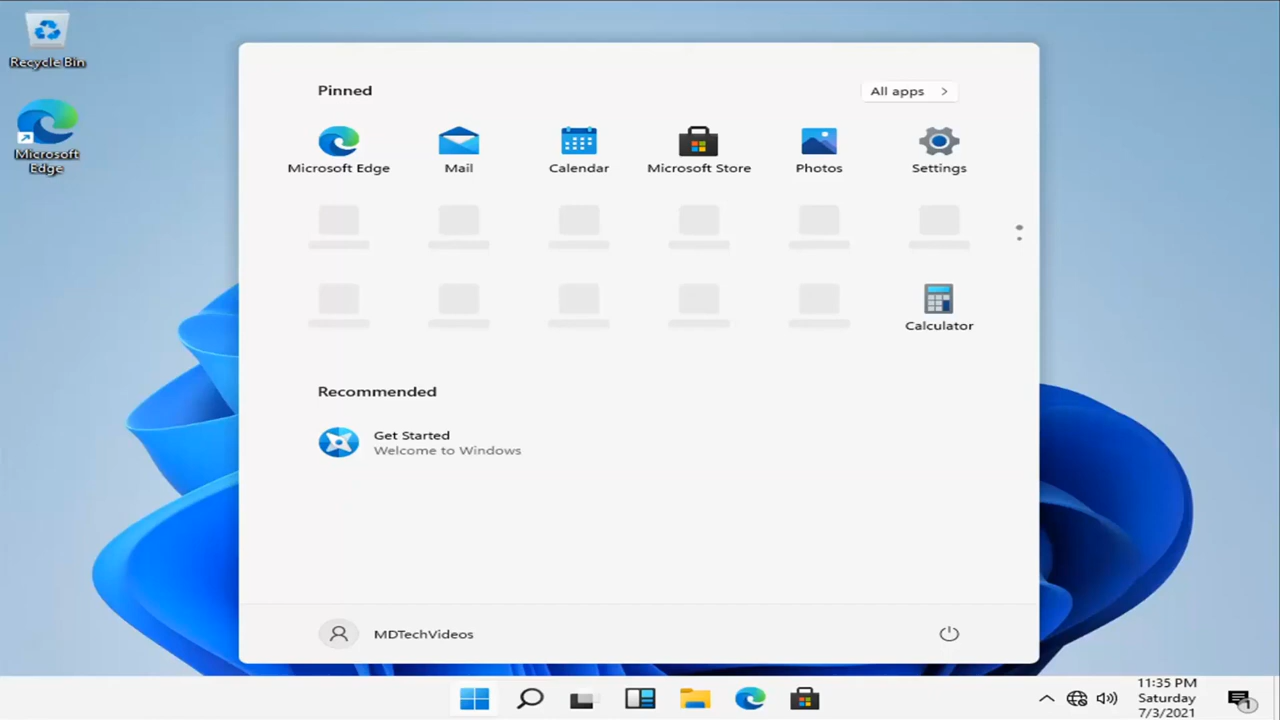 Recycle Bin
Microsoft
Edge
Pinned
All apps
Microsoft Edge
Mail
Calendar
Microsoft Store
Photos
Settings
Calculator
Recommended
Get Started
Welcome to Windows
MDTechVideos
11:35 PM
Saturday
7/3/2021
1